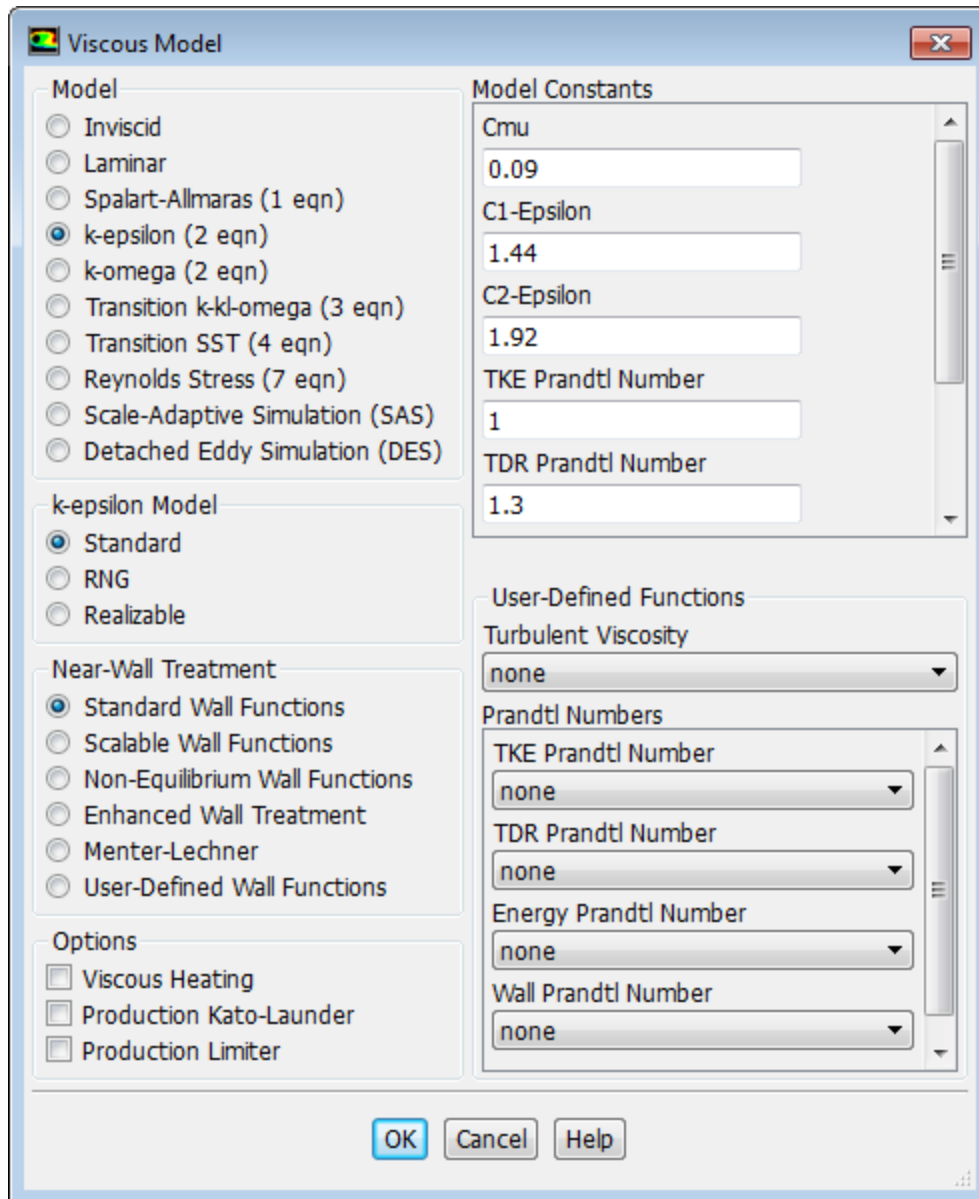 Viscous Model
Model
Inviscid
Laminar
Spalart-Allmaras (1 eqn)
k-epsilon (2 eqn)
k-omega (2 eqn)
Transition k-kl-omega (3 eqn)
Transition SST (4 eqn)
Reynolds Stress (7 eqn)
Scale-Adaptive Simulation (SAS)
Detached Eddy Simulation (DES)
k-epsilon Model
Standard
RNG
Realizable
Near-Wall Treatment
Standard Wall Functions
Scalable Wall Functions
Non-Equilibrium Wall Functions
Enhanced Wall Treatment
Menter-Lechner
User-Defined Wall Functions
Options
Viscous Heating
Production Kato-Launder
Production Limiter
Model Constants
Cmu
0.09
C1-Epsilon
1.44
C2-Epsilon
1.92
TKE Prandtl Number
1
TDR Prandtl Number
1.3
User-Defined Functions
Turbulent Viscosity
none
Prandtl Numbers
TKE Prandtl Number
none
TDR Prandtl Number
none
Energy Prandtl Number
none
Wall Prandtl Number
none
OK Cancel Help